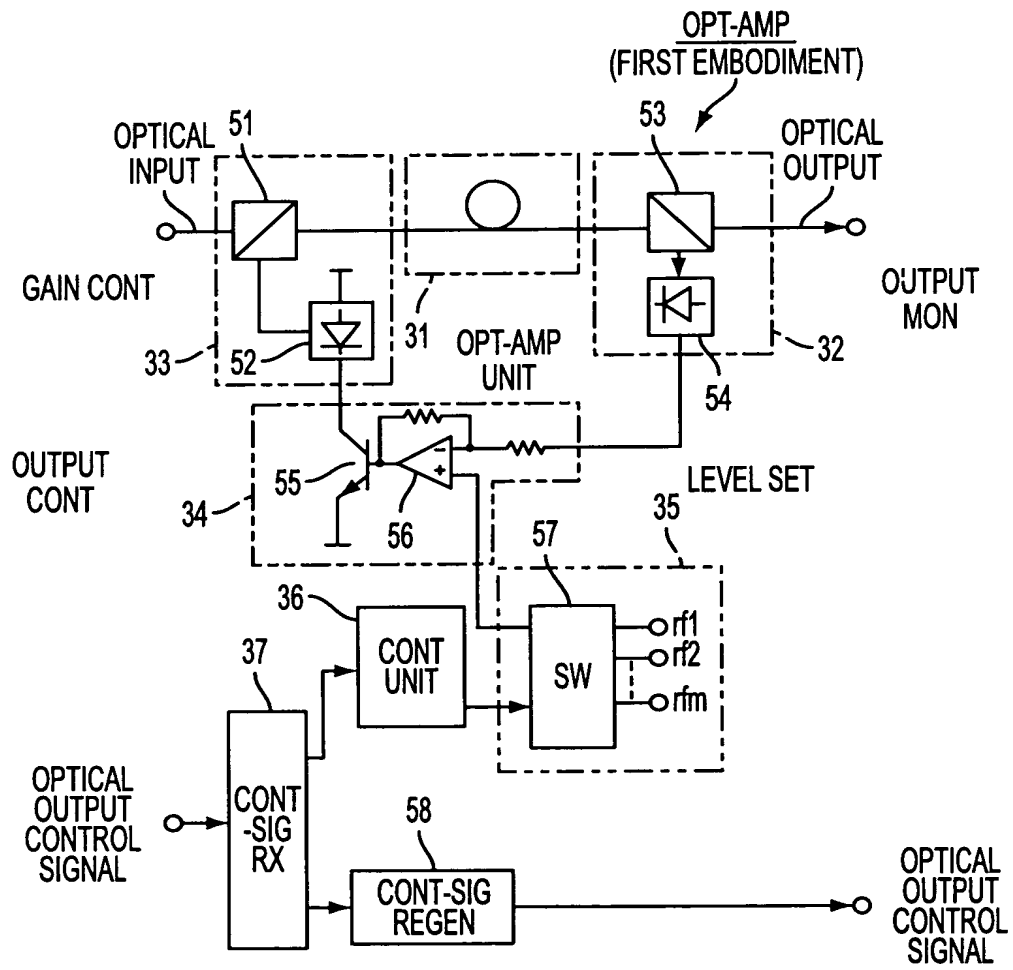 OPT-AMP
(FIRST EMBODIMENT)
OPTICAL
INPUT
51
53
OPTICAL
OUTPUT
GAIN CONT
OUTPUT
MON
33
52
31
32
54
OPT-AMP
UNIT
OUTPUT
CONT
34
55
-
+
56
LEVEL SET
35
57
36
CONT
UNIT
SW
rf1
rf2
rfm
37
OPTICAL
OUTPUT
CONTROL
SIGNAL
CONT
-SIG
RX
58
CONT-SIG
REGEN
OPTICAL
OUTPUT
CONTROL
SIGNAL